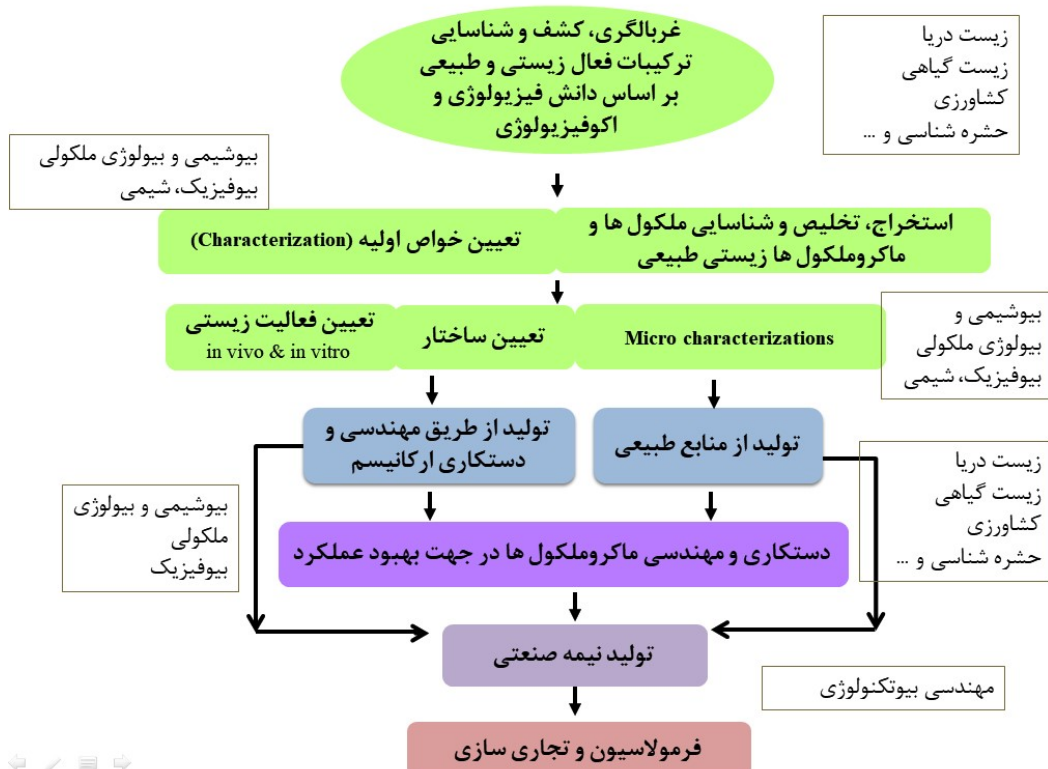 غربالگری، کشف و شناسایی
ترکیبات فعال زیستی و طبیعی
بر اساس دانش فیزیولوژی و
اکوفیزیولوژی
زیست دریا
زیست گیاهی
کشاورزی
حشره شناسی و ...
بیوشیمی و بیولوژی ملکولی
بیوفیزیک، شیمی
استخراج، تخلیص و شناسایی ملکول ها و
ماکروملکول ها زیستی طبیعی
تعیین خواص اولیه (Characterization)
بیوشیمی و
بیولوژی ملکولی
بیوفیزیک، شیمی
Micro characterizations
تعیین ساختار
تعیین فعالیت زیستی
in vivo & in vitro
تولید از منابع طبیعی
تولید از طریق مهندسی و
دستکاری ارکانیسم
زیست دریا
زیست گیاهی
کشاورزی
حشره شناسی و ...
بیوشیمی و بیولوژی
ملکولی
بیوفیزیک
دستکاری و مهندسی ماکروملکول ها در جهت بهبود عملکرد
تولید نیمه صنعتی
مهندسی بیوتکنولوژی
فرمولاسیون و تجاری سازی